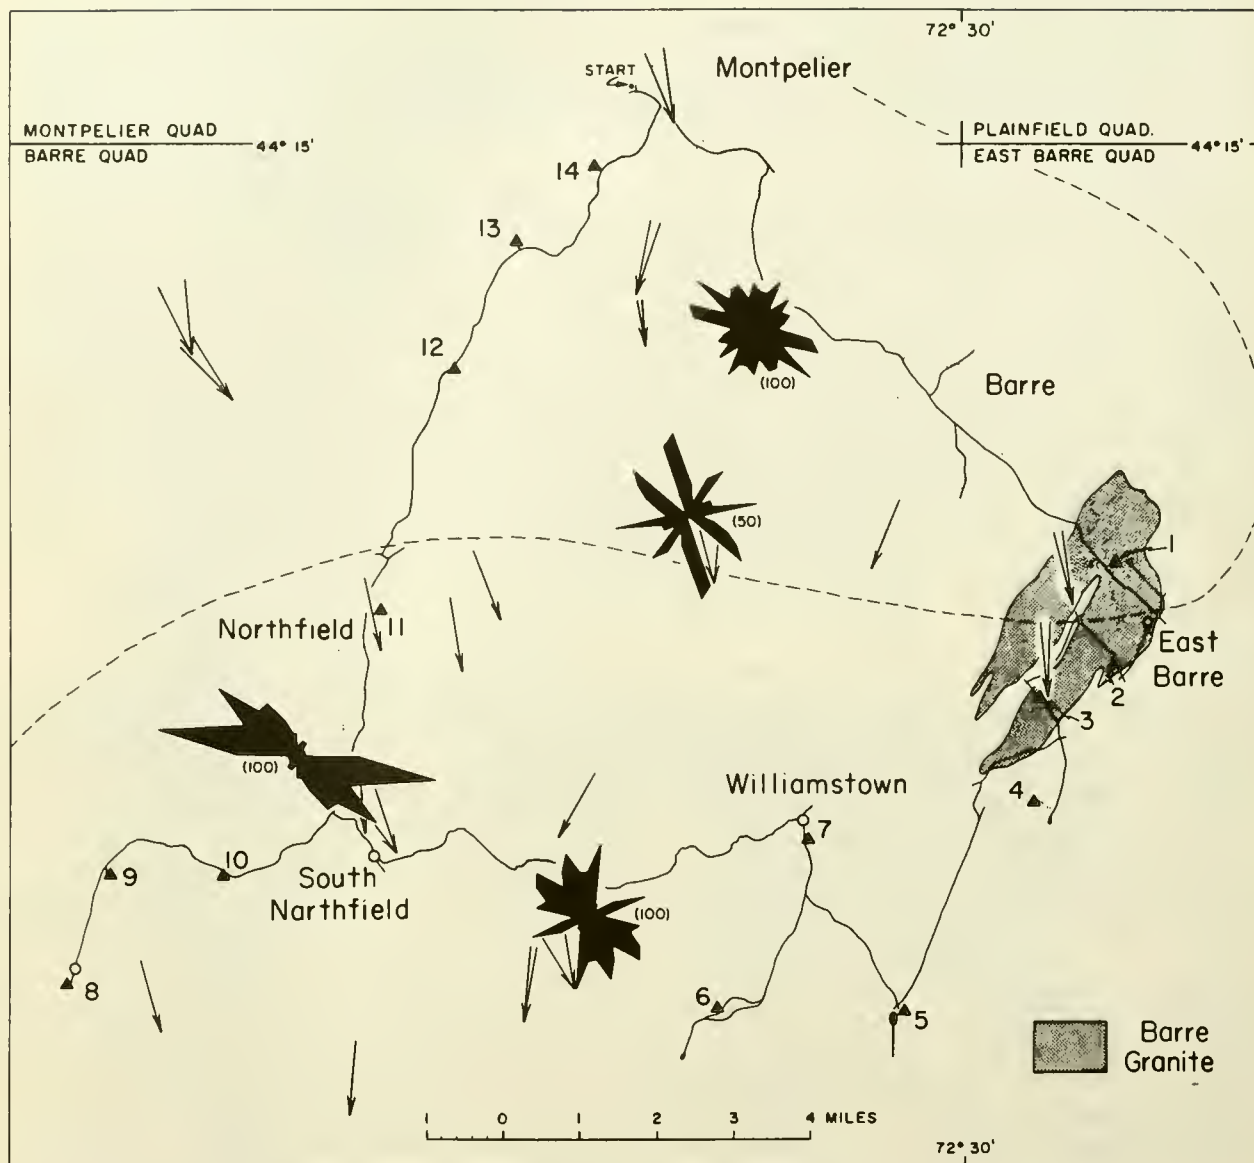 72° 30'
START
Montpelier
MONTPELIER QUAD
BARRE QUAD
44° 15'
PLAINFIELD QUAD.
EAST BARRE QUAD
44° 15'
14
13
12
(100)
Barre
(50)
1
Northfield
11
East
Barre
2
3
(100)
Williamstown
4
7
9
10
South
Narthfield
(100)
8
6
5
Barre
Granite
1 0 1 2 3 4 MILES
72° 30'